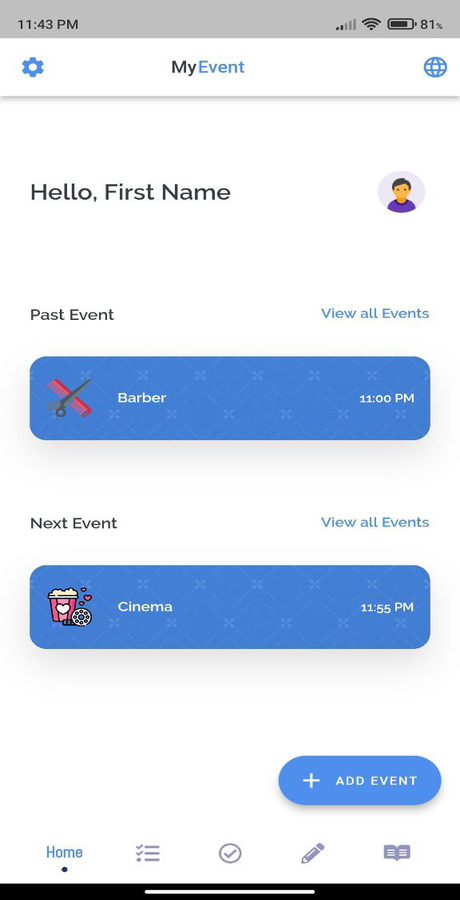 11:43 PM 81%
MyEvent
Hello, First Name
Past Event View all Events
Barber 11:00 PM
Next Event View all Events
Cinema 11:55 PM
ADD EVENT
Home